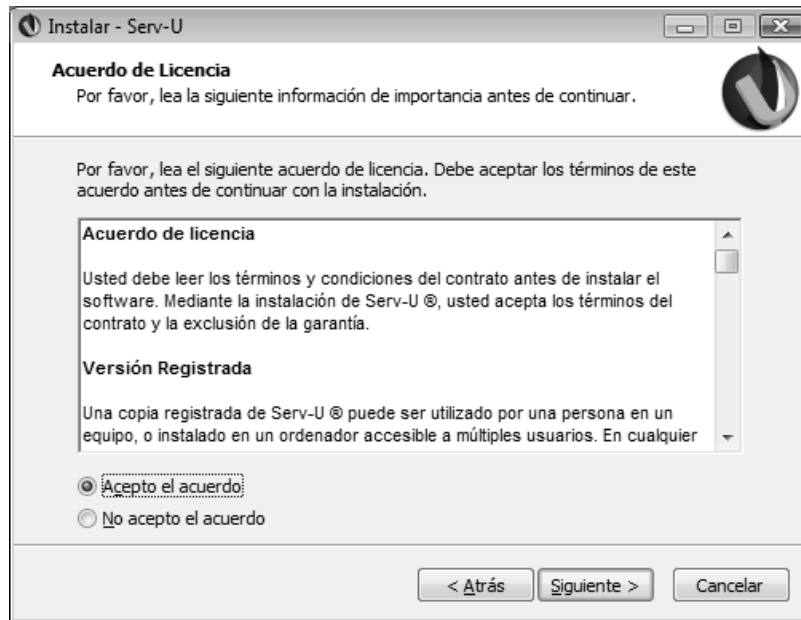 Instalar - Serv-U
Acuerdo de Licencia
Por favor, lea la siguiente información de importancia antes de continuar.
Por favor, lea el siguiente acuerdo de licencia. Debe aceptar los términos de este
acuerdo antes de continuar con la instalación.
Acuerdo de licencia
Usted debe leer los términos y condiciones del contrato antes de instalar el
software. Mediante la instalación de Serv-U ®, usted acepta los términos del
contrato y la exclusión de la garantía.
Versión Registrada
Una copia registrada de Serv-U ® puede ser utilizado por una persona en un
equipo, o instalado en un ordenador accesible a múltiples usuarios. En cualquier
Acepto el acuerdo
No acepto el acuerdo
< Atrás Siguiente > Cancelar